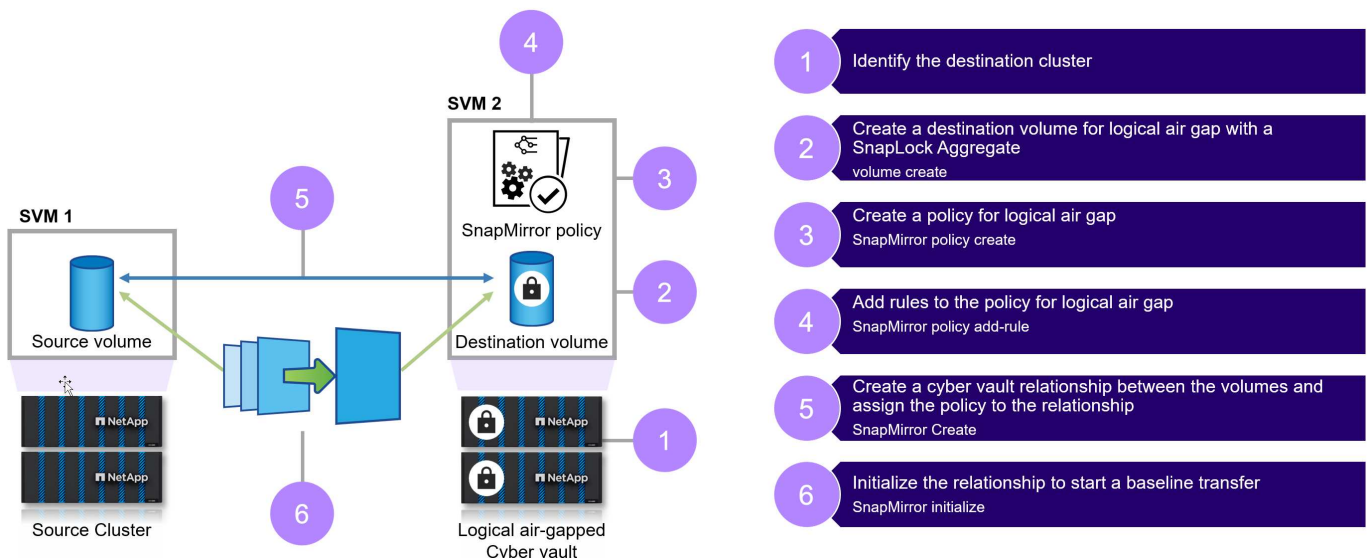 4
SVM 2
3
SnapMirror policy
5
SVM 1
2
Source volume
Destination volume
NetApp
NetApp
NetApp
NetApp
1
6
Source Cluster
Logical air-gapped
Cyber vault
1
Identify the destination cluster
2
Create a destination volume for logical air gap with a
SnapLock Aggregate
volume create
3
Create a policy for logical air gap
SnapMirror policy create
4
Add rules to the policy for logical air gap
SnapMirror policy add-rule
5
Create a cyber vault relationship between the volumes and
assign the policy to the relationship
SnapMirror Create
6
Initialize the relationship to start a baseline transfer
SnapMirror initialize